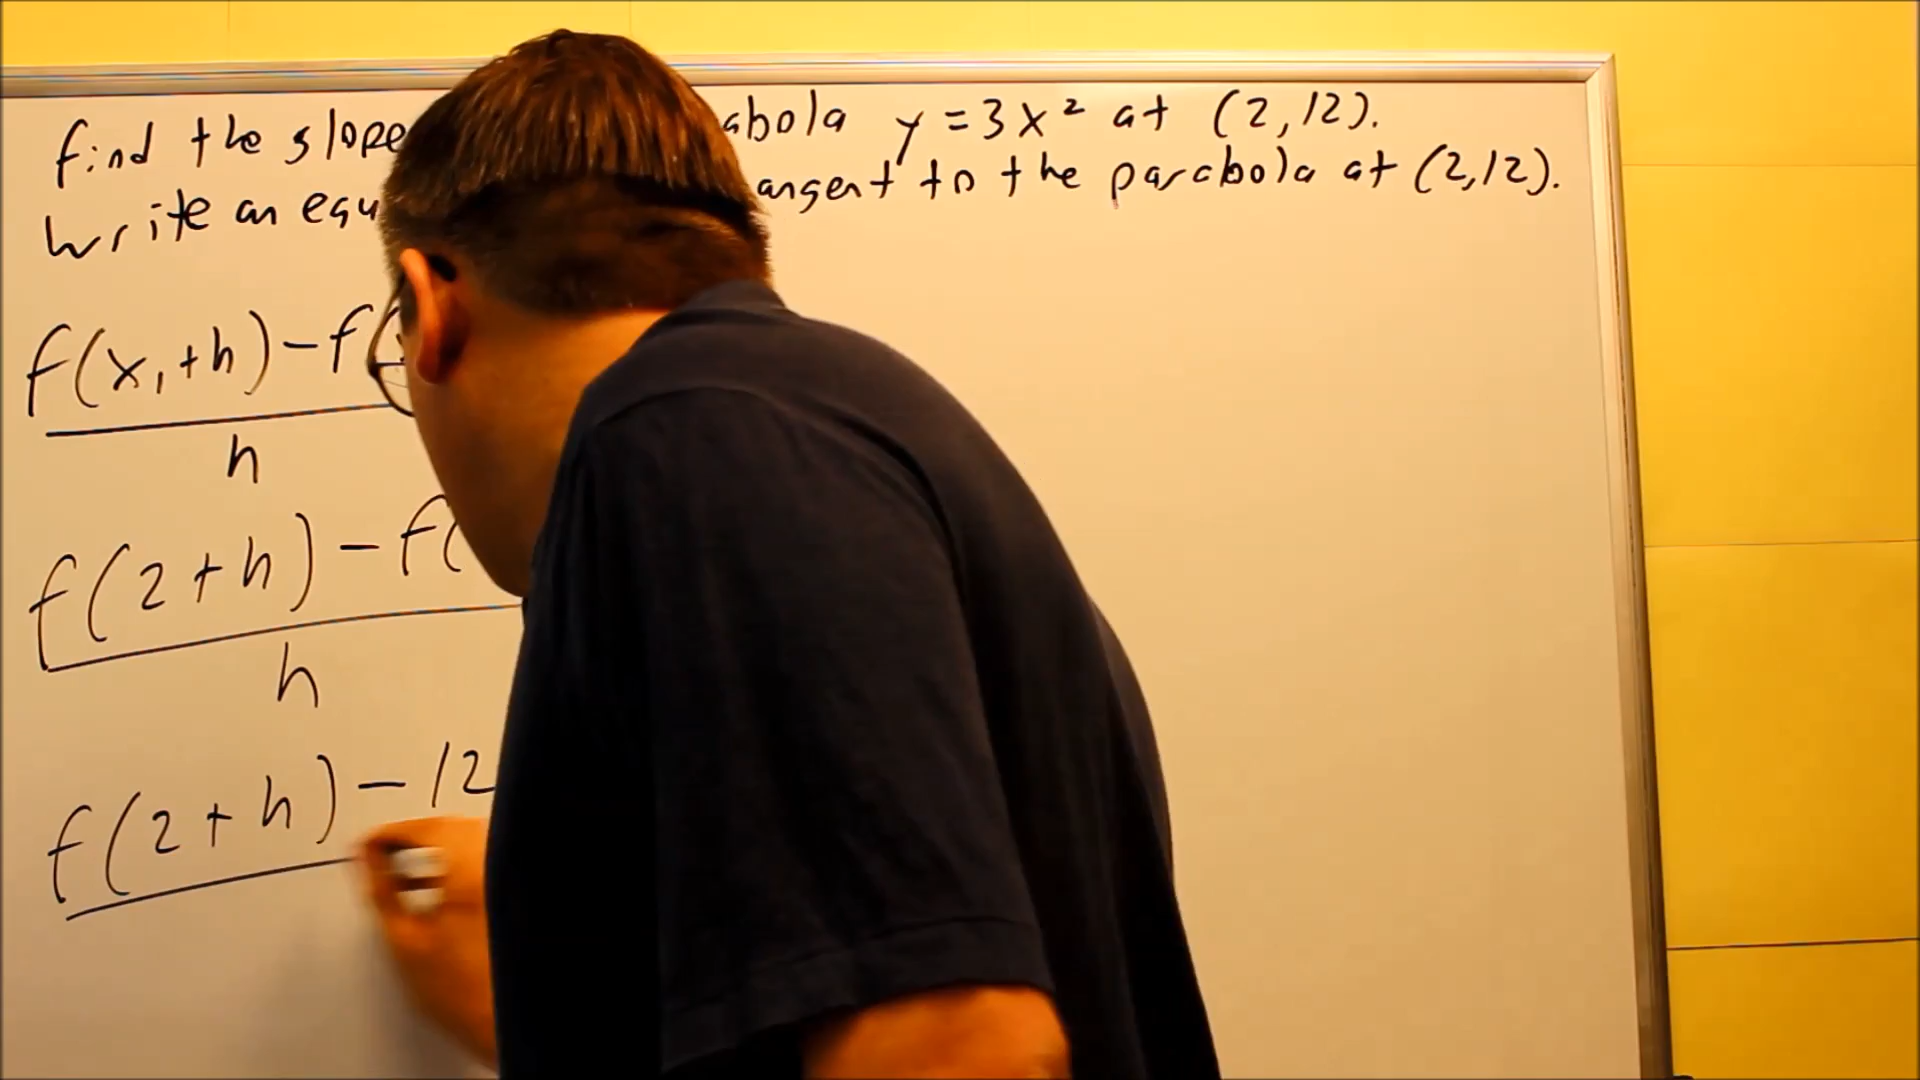 find the slope abola y = 3x² at (2,12).
Write an equ angent to the parabola at (2,12).
f(x₁+h)-f(
h
f(2+h)-f(
h
f(2+h)-12